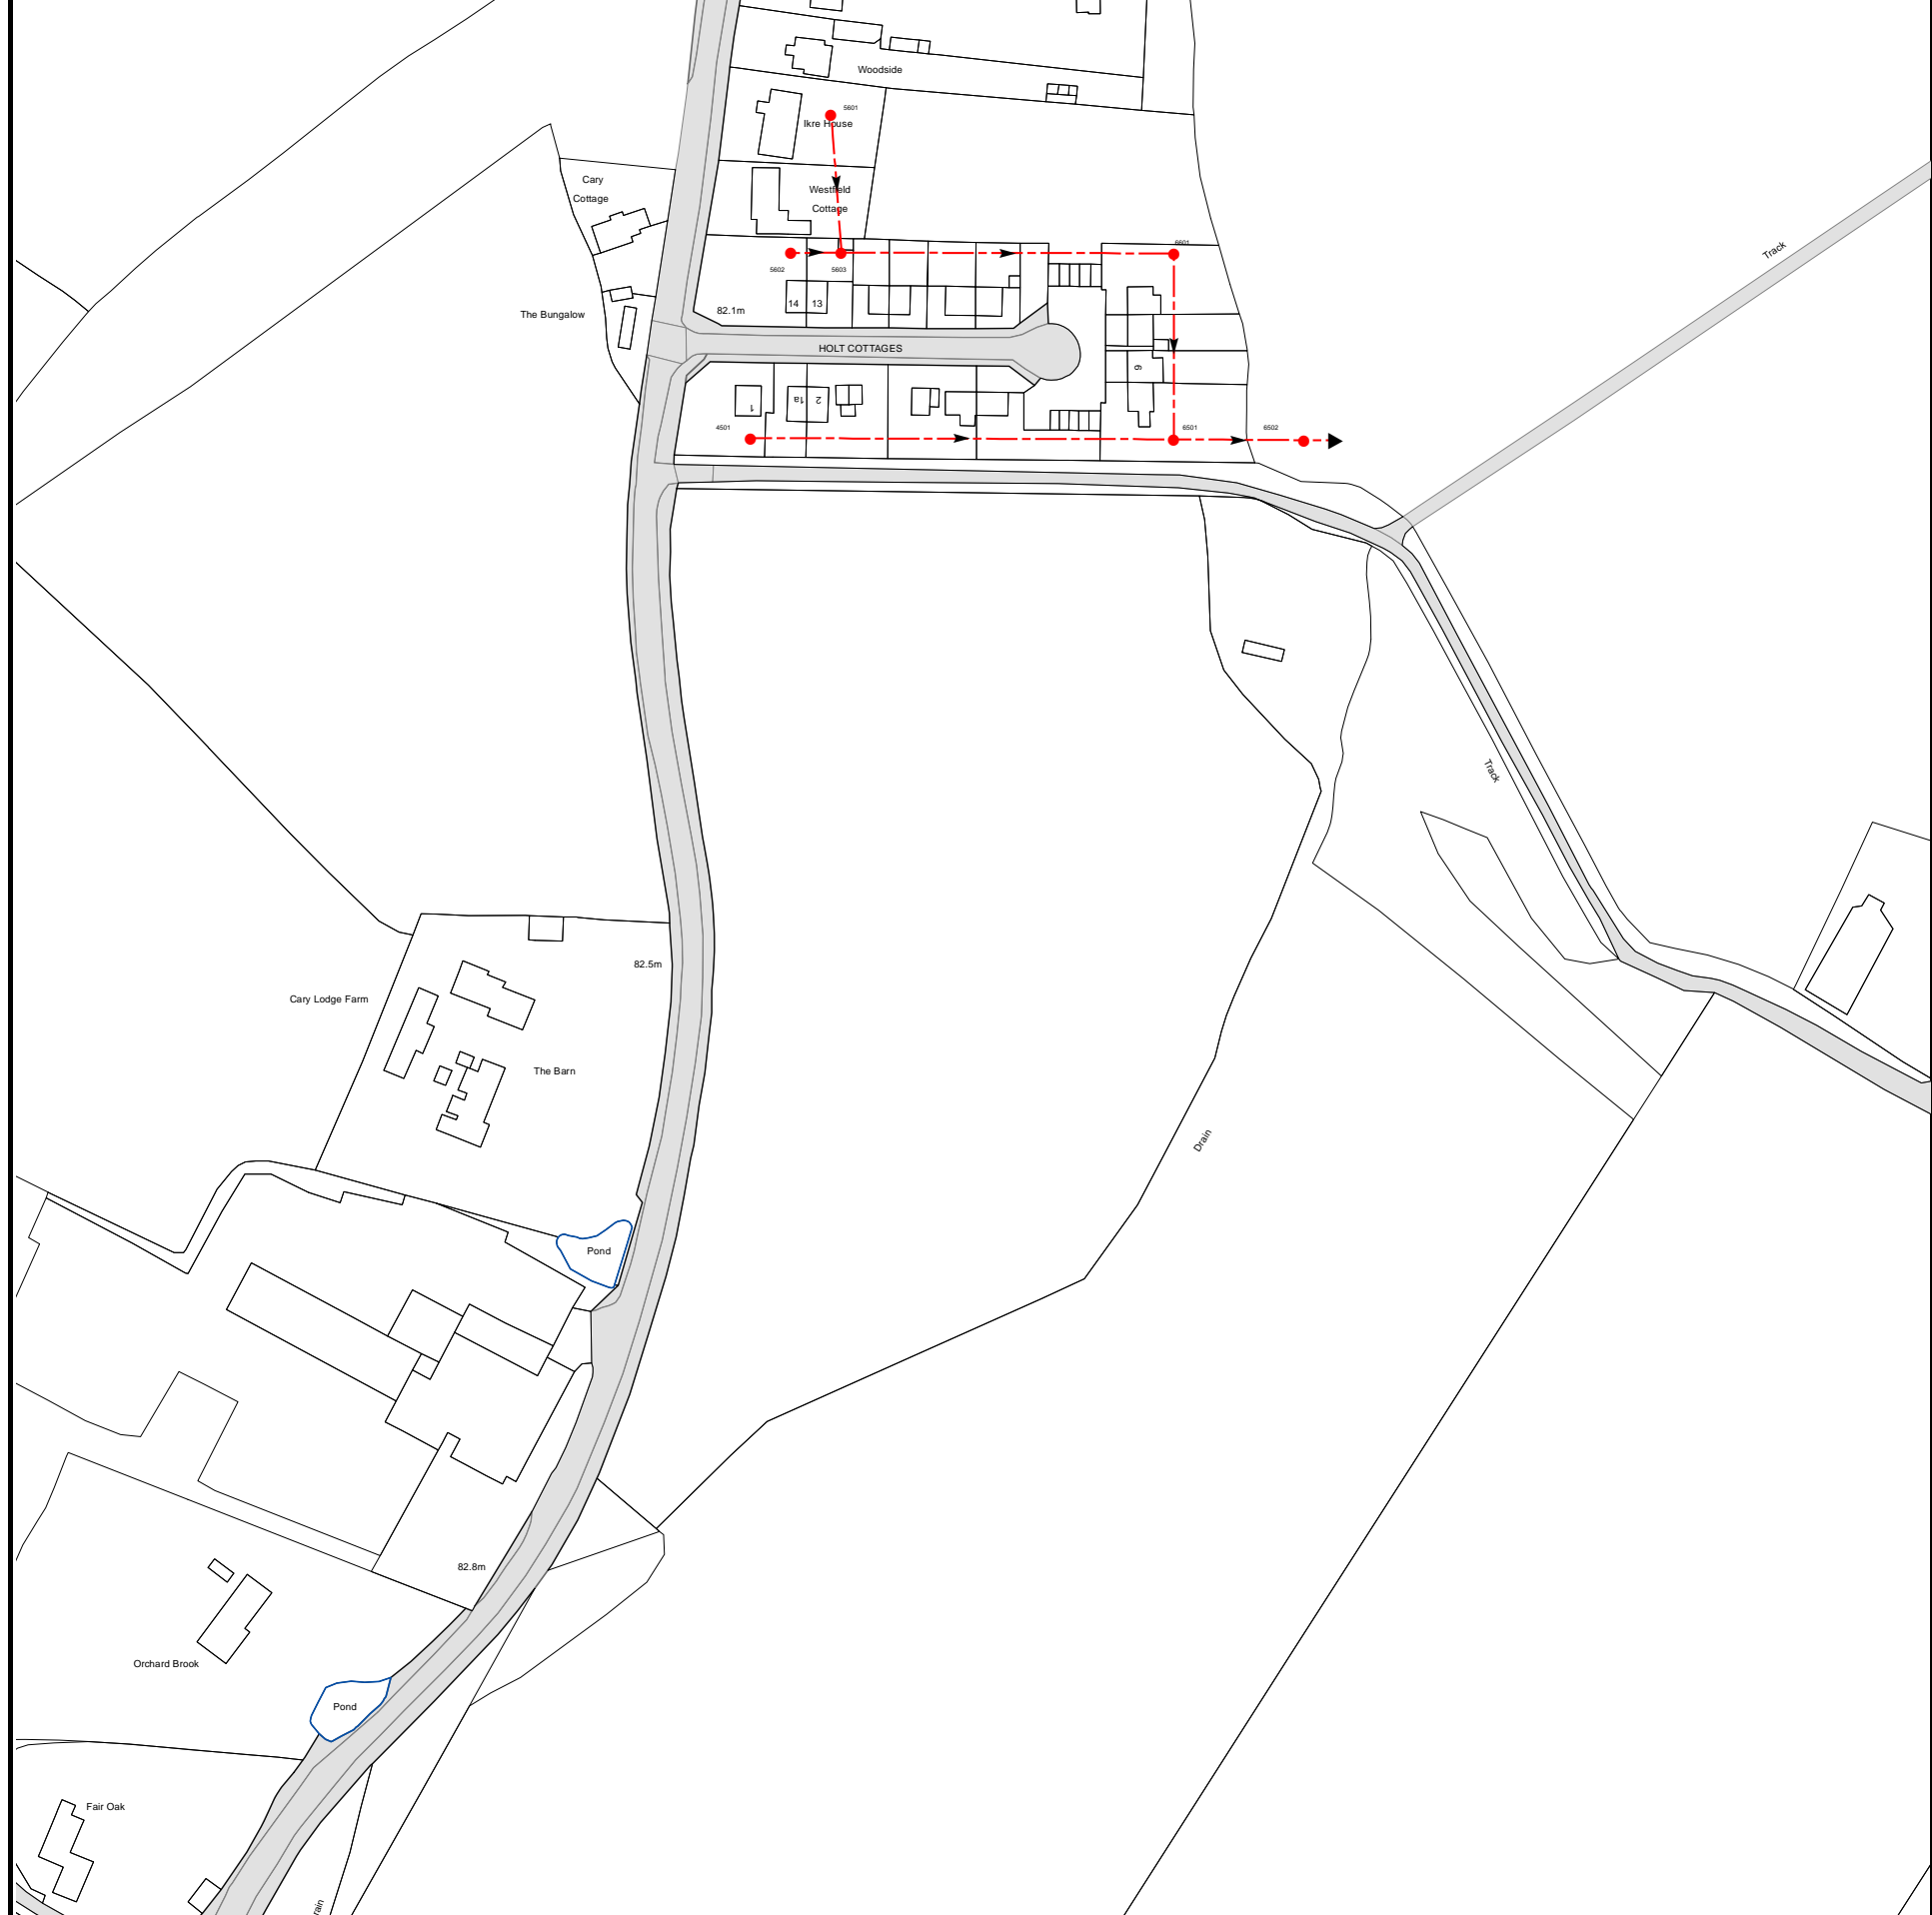 Woodside
5601
Ikre House
Cary
Cottage
Westfield
Cottage
6601
Track
5602
5603
14
13
82.1m
The Bungalow
HOLT COTTAGES
6
1
1a
2
4501
6501
6502
Track
82.5m
Cary Lodge Farm
The Barn
Drain
Pond
82.8m
Orchard Brook
Pond
Fair Oak
rain